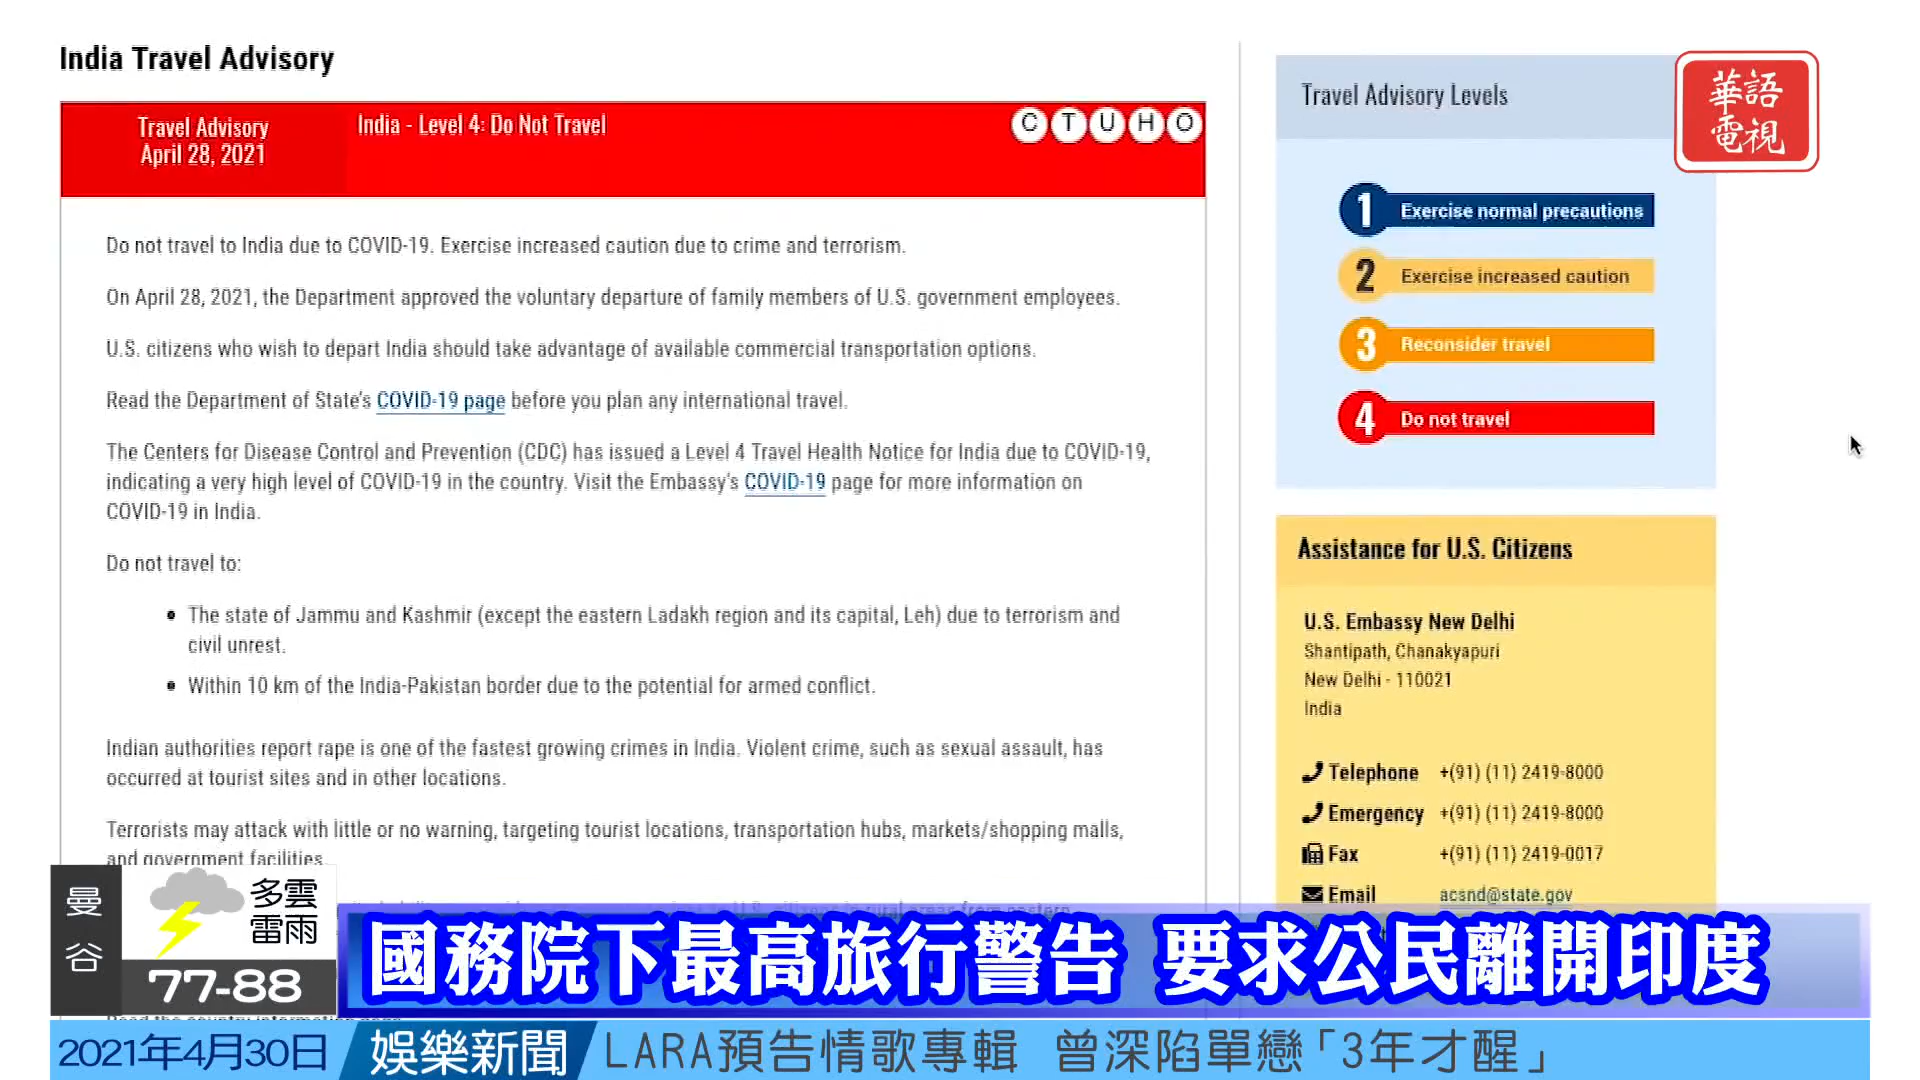 India Travel Advisory
Travel Advisory
April 28, 2021
India - Level 4: Do Not Travel
C T U H O
Do not travel to India due to COVID-19. Exercise increased caution due to crime and terrorism.
On April 28, 2021, the Department approved the voluntary departure of family members of U.S. government employees.
U.S. citizens who wish to depart India should take advantage of available commercial transportation options.
Read the Department of State's COVID-19 page before you plan any international travel.
The Centers for Disease Control and Prevention (CDC) has issued a Level 4 Travel Health Notice for India due to COVID-19,
indicating a very high level of COVID-19 in the country. Visit the Embassy's COVID-19 page for more information on
COVID-19 in India.
Do not travel to:
The state of Jammu and Kashmir (except the eastern Ladakh region and its capital, Leh) due to terrorism and
civil unrest.
Within 10 km of the India-Pakistan border due to the potential for armed conflict.
Indian authorities report rape is one of the fastest growing crimes in India. Violent crime, such as sexual assault, has
occurred at tourist sites and in other locations.
Terrorists may attack with little or no warning, targeting tourist locations, transportation hubs, markets/shopping malls,
and government facilities.
Travel Advisory Levels
華語
電視
1 Exercise normal precautions
2 Exercise increased caution
3 Reconsider travel
4 Do not travel
Assistance for U.S. Citizens
U.S. Embassy New Delhi
Shantipath, Chanakyapuri
New Delhi - 110021
India
Telephone +(91) (11) 2419-8000
Emergency +(91) (11) 2419-8000
Fax +(91) (11) 2419-0017
Email acsnd@state.gov
曼谷
多雲
雷雨
77-88
國務院下最高旅行警告 要求公民離開印度
2021年4月30日
娛樂新聞
LARA預告情歌專輯 曾深陷單戀「3年才醒」